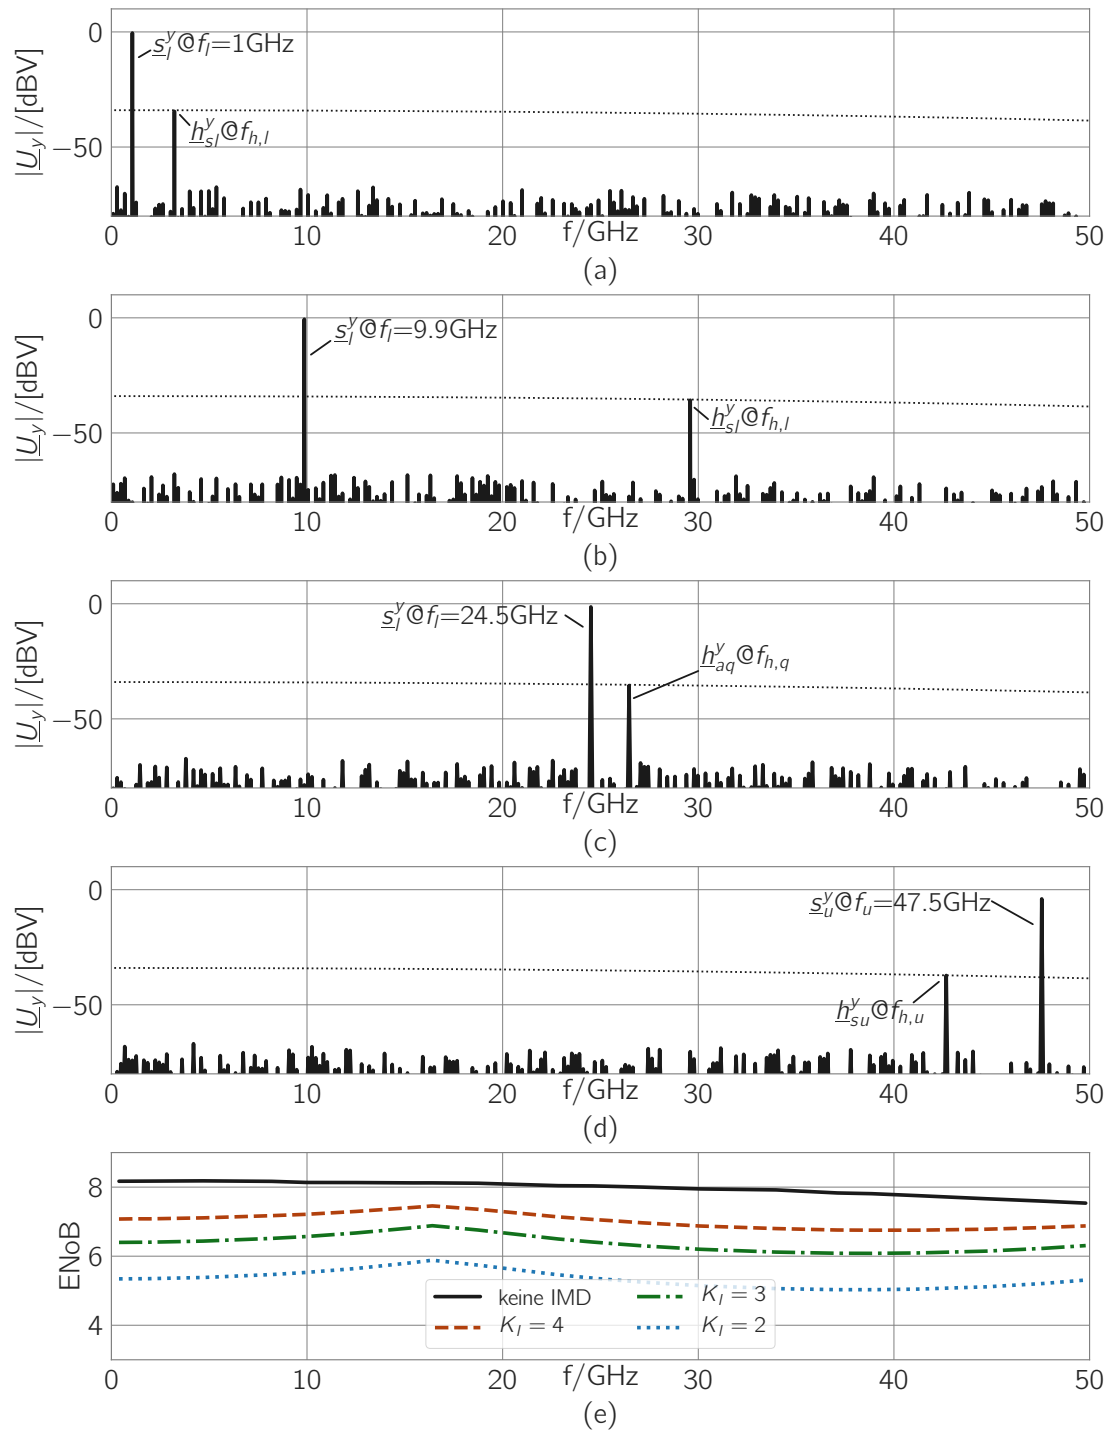 0
−50
|U_y|/[dBV]
s_l^y@f_l=1GHz
h_sl^y@f_h,l
0 10 20 30 40 50
f/GHz
(a)
0
−50
|U_y|/[dBV]
s_l^y@f_l=9.9GHz
h_sl^y@f_h,l
0 10 20 30 40 50
f/GHz
(b)
0
−50
|U_y|/[dBV]
s_l^y@f_l=24.5GHz
h_aq^y@f_h,q
0 10 20 30 40 50
f/GHz
(c)
0
−50
|U_y|/[dBV]
s_u^y@f_u=47.5GHz
h_su^y@f_h,u
0 10 20 30 40 50
f/GHz
(d)
8
6
4
ENoB
keine IMD
K_I = 4
K_I = 3
K_I = 2
0 10 20 30 40 50
f/GHz
(e)